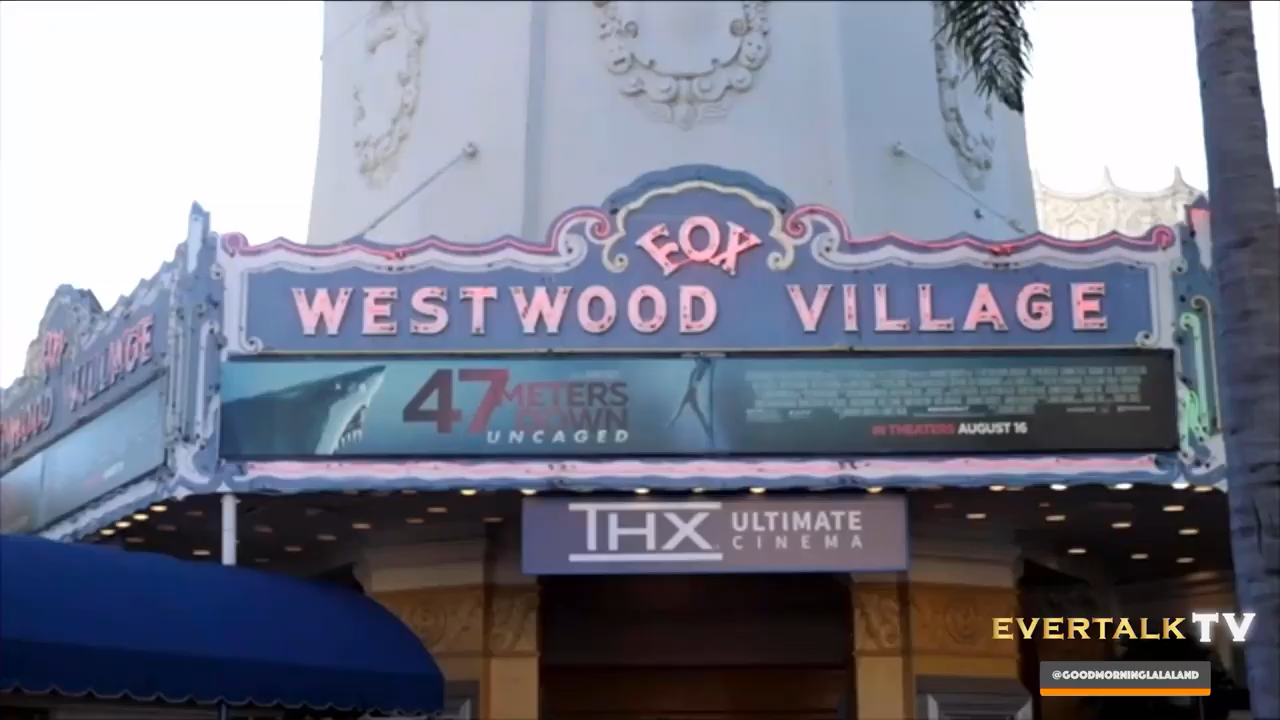 FOX
WESTWOOD VILLAGE
VILLAGE
47 METERS
DOWN
UNCAGED
IN THEATERS AUGUST 16
THX ULTIMATE
CINEMA
EVERTALK TV
@GOODMORNINGLALALAND